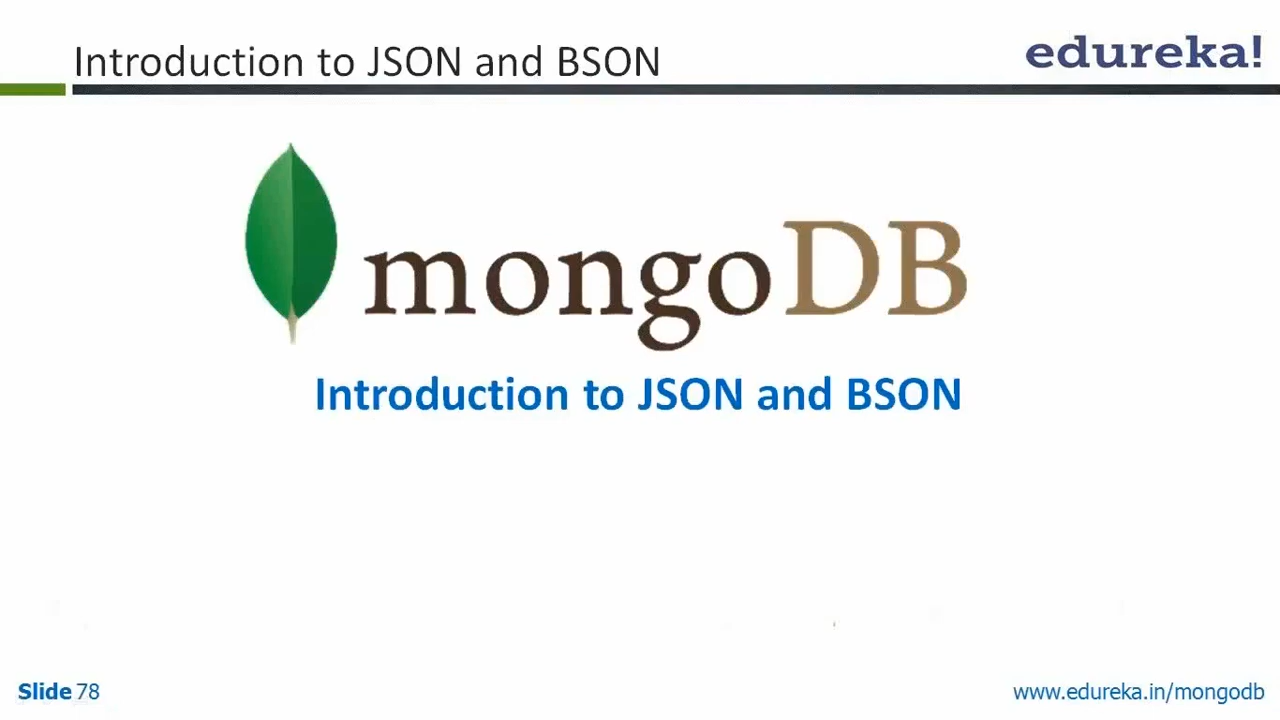 Introduction to JSON and BSON
edureka!
mongoDB
Introduction to JSON and BSON
Slide 78
www.edureka.in/mongodb